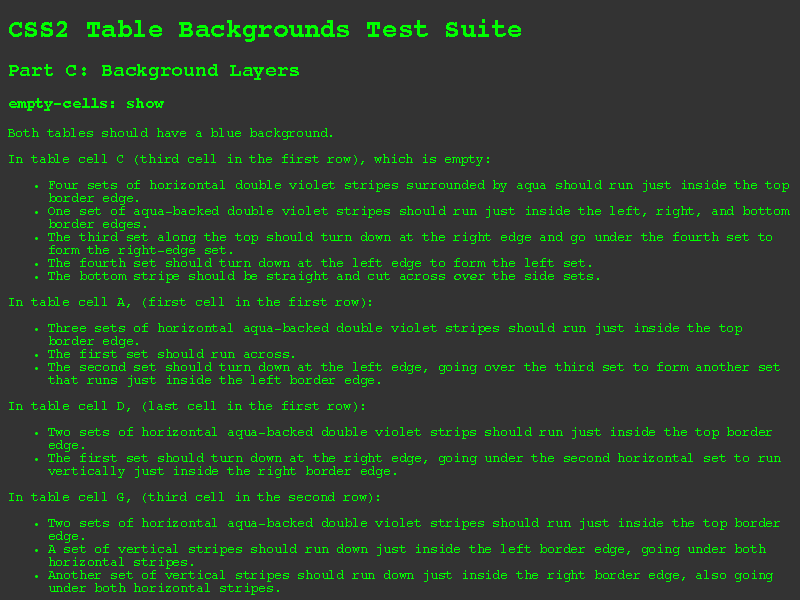 CSS2 Table Backgrounds Test Suite
Part C: Background Layers
empty-cells: show
Both tables should have a blue background.
In table cell C (third cell in the first row), which is empty:
• Four sets of horizontal double violet stripes surrounded by aqua should run just inside the top
border edge.
• One set of aqua-backed double violet stripes should run just inside the left, right, and bottom
border edges.
• The third set along the top should turn down at the right edge and go under the fourth set to
form the right-edge set.
• The fourth set should turn down at the left edge to form the left set.
• The bottom stripe should be straight and cut across over the side sets.
In table cell A, (first cell in the first row):
• Three sets of horizontal aqua-backed double violet stripes should run just inside the top
border edge.
• The first set should run across.
• The second set should turn down at the left edge, going over the third set to form another set
that runs just inside the left border edge.
In table cell D, (last cell in the first row):
• Two sets of horizontal aqua-backed double violet strips should run just inside the top border
edge.
• The first set should turn down at the right edge, going under the second horizontal set to run
vertically just inside the right border edge.
In table cell G, (third cell in the second row):
• Two sets of horizontal aqua-backed double violet stripes should run just inside the top border
edge.
• A set of vertical stripes should run down just inside the left border edge, going under both
horizontal stripes.
• Another set of vertical stripes should run down just inside the right border edge, also going
under both horizontal stripes.